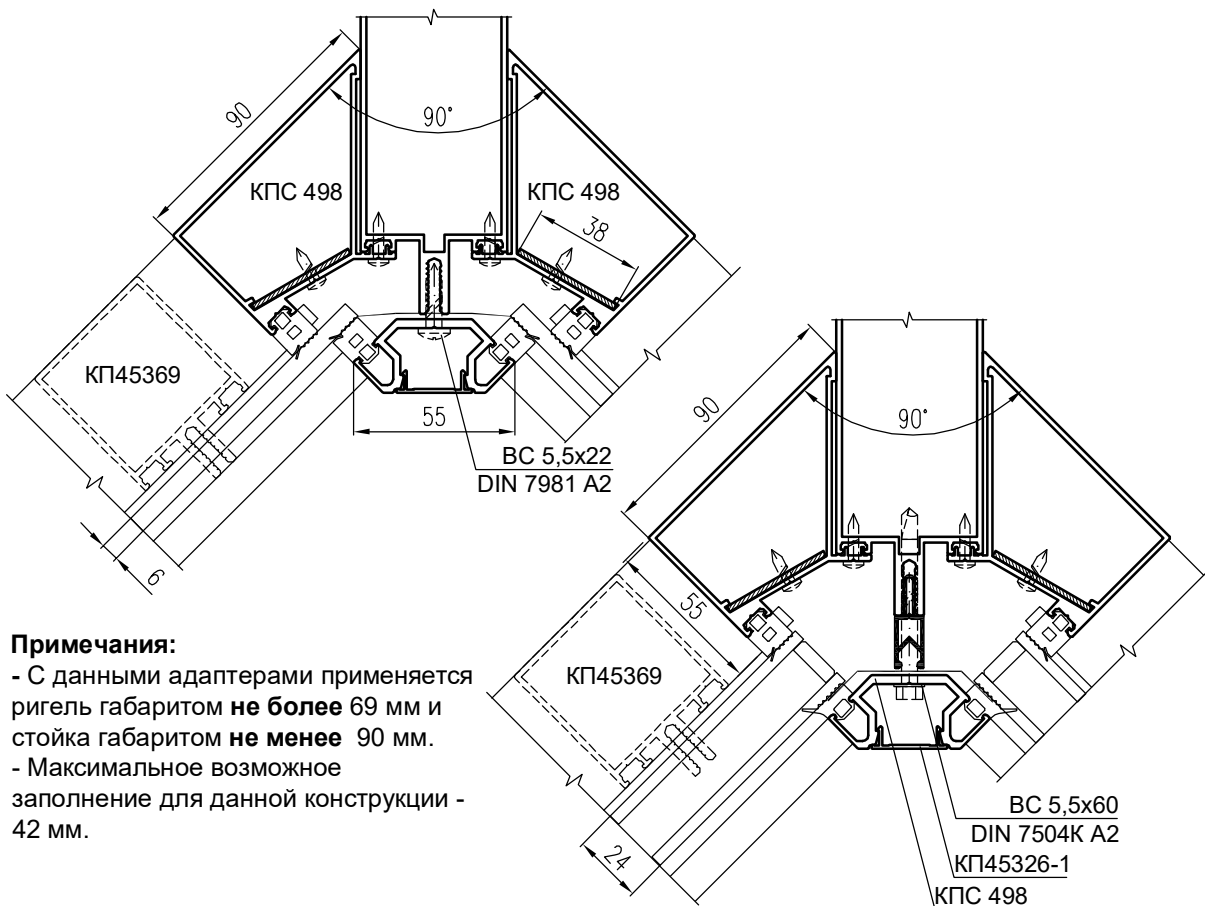 90
90°
КПС 498
КПС 498
38
КП45369
55
ВС 5,5х22
DIN 7981 А2
6
90
90°
55
КП45369
24
ВС 5,5х60
DIN 7504К А2
КП45326-1
КПС 498
Примечания:
- С данными адаптерами применяется
ригель габаритом не более 69 мм и
стойка габаритом не менее 90 мм.
- Максимальное возможное
заполнение для данной конструкции -
42 мм.